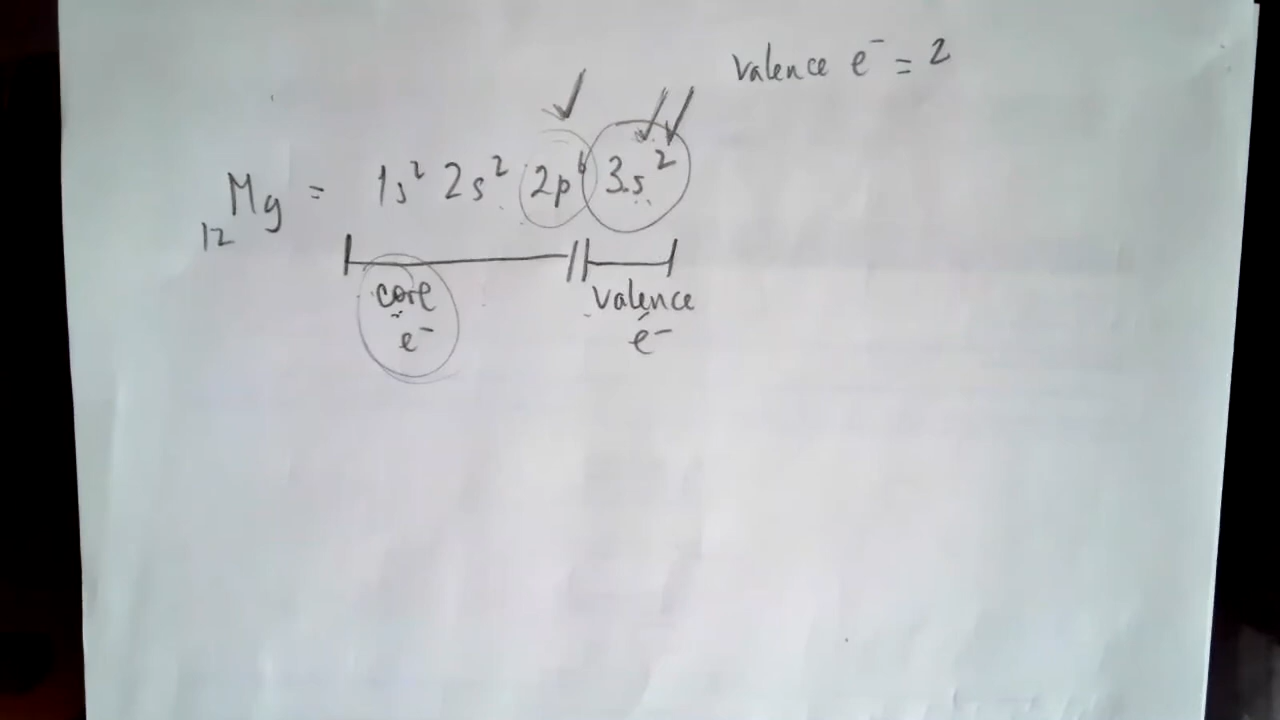 valence e⁻ = 2
₁₂Mg = 1s² 2s² 2p⁶ 3s²
core valence
e⁻ e⁻